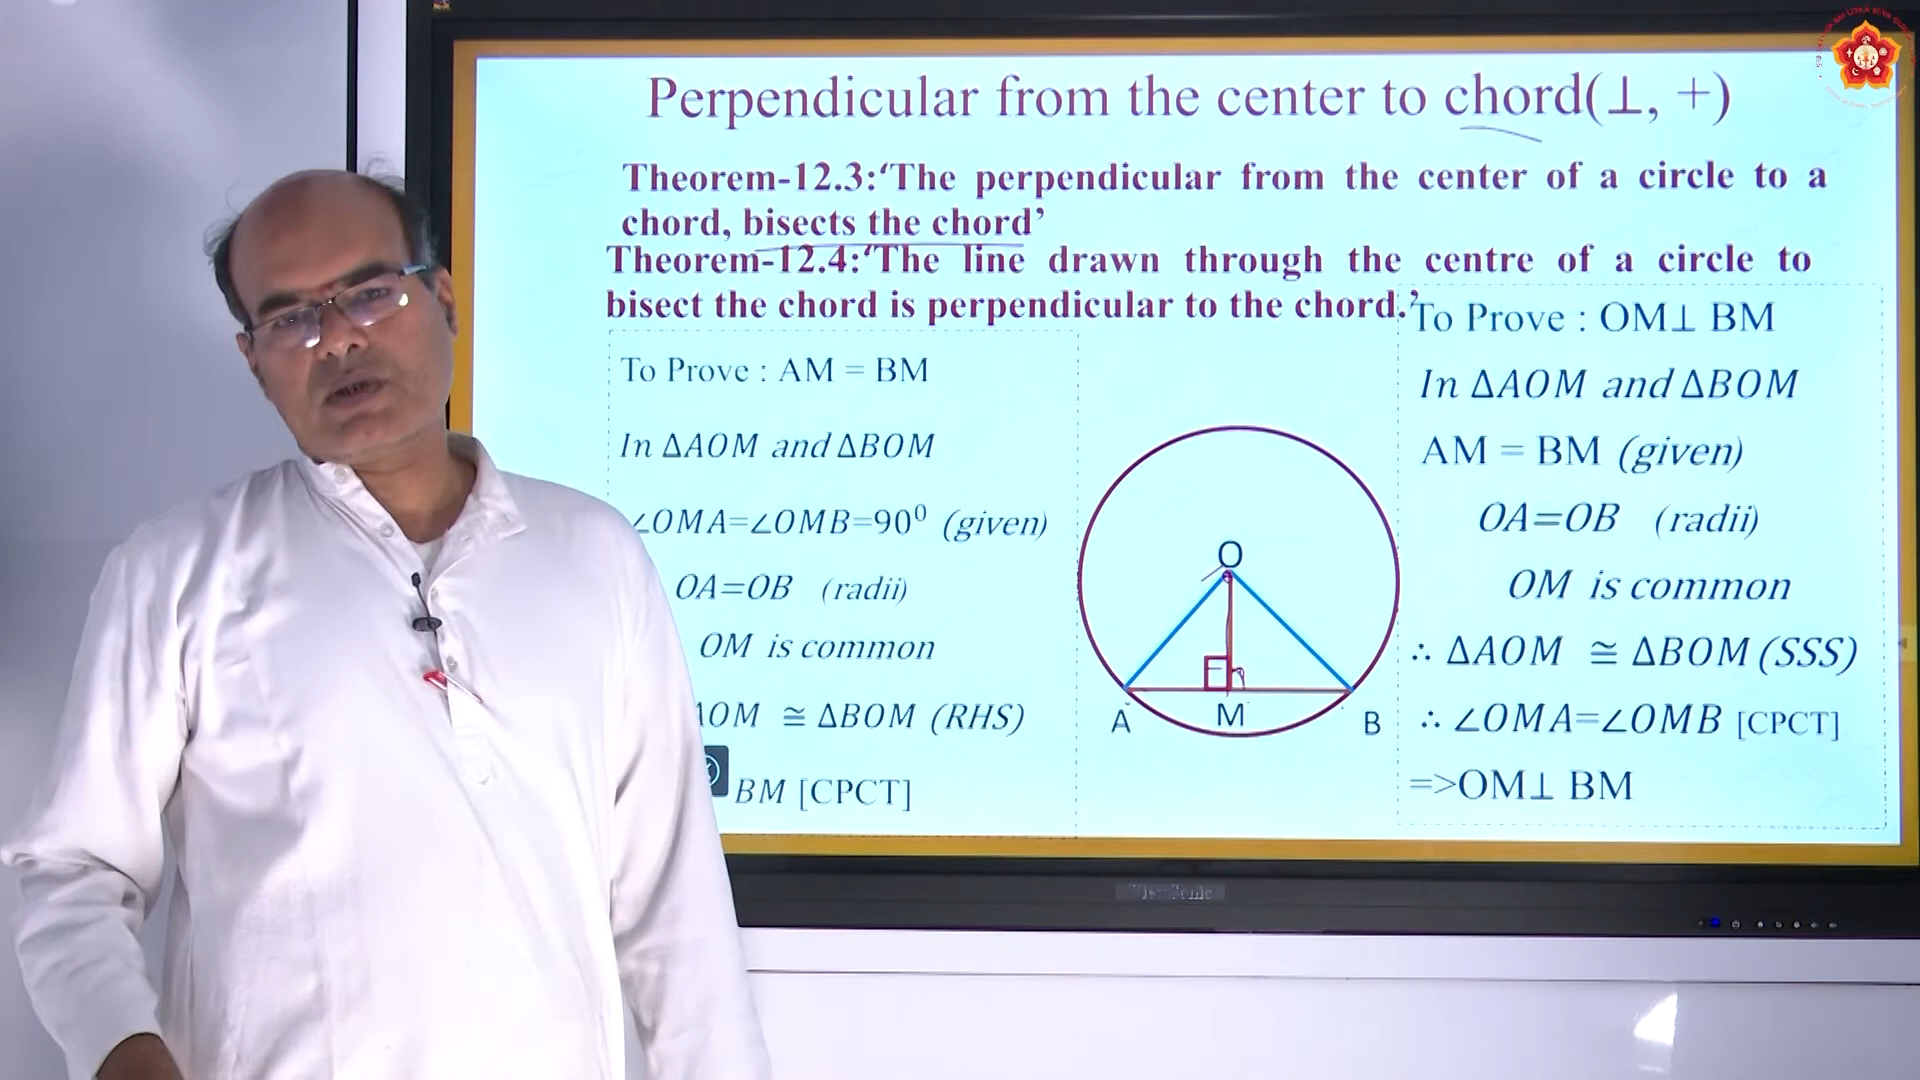 Perpendicular from the center to chord(⊥, +)
Theorem-12.3:‘The perpendicular from the center of a circle to a
chord, bisects the chord’
Theorem-12.4:‘The line drawn through the centre of a circle to
bisect the chord is perpendicular to the chord.’
To Prove : AM = BM
In ΔAOM and ΔBOM
∠OMA=∠OMB=90⁰ (given)
OA=OB (radii)
OM is common
OM ≅ ΔBOM (RHS)
BM [CPCT]
O
A
M
B
To Prove : OM⊥ BM
In ΔAOM and ΔBOM
AM = BM (given)
OA=OB (radii)
OM is common
∴ ΔAOM ≅ ΔBOM (SSS)
∴ ∠OMA=∠OMB [CPCT]
=>OM⊥ BM